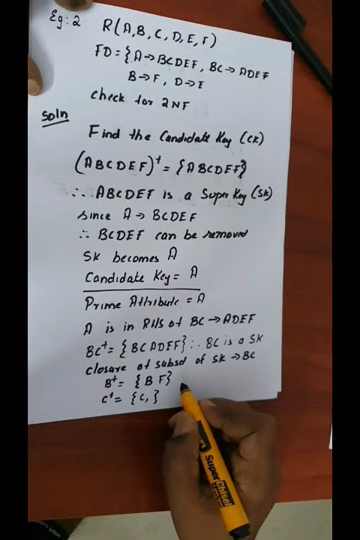 Eg: 2 R(A,B,C,D,E,F)
FD = {A→BCDEF, BC→ADEF
B→F, D→E
check for 2NF
Soln
Find the Candidate Key (CK)
(ABCDEF)⁺ = {ABCDEF}
∴ ABCDEF is a Super Key (SK)
Since A→BCDEF
∴ BCDEF can be removed
SK becomes A
Candidate Key = A
Prime Attribute = A
A is in RHS of BC→ADEF
BC⁺ = {BCADEFF} ∴ BC is a SK
closure of subset of SK → BC
B⁺ = {B F}
C⁺ = {C, }